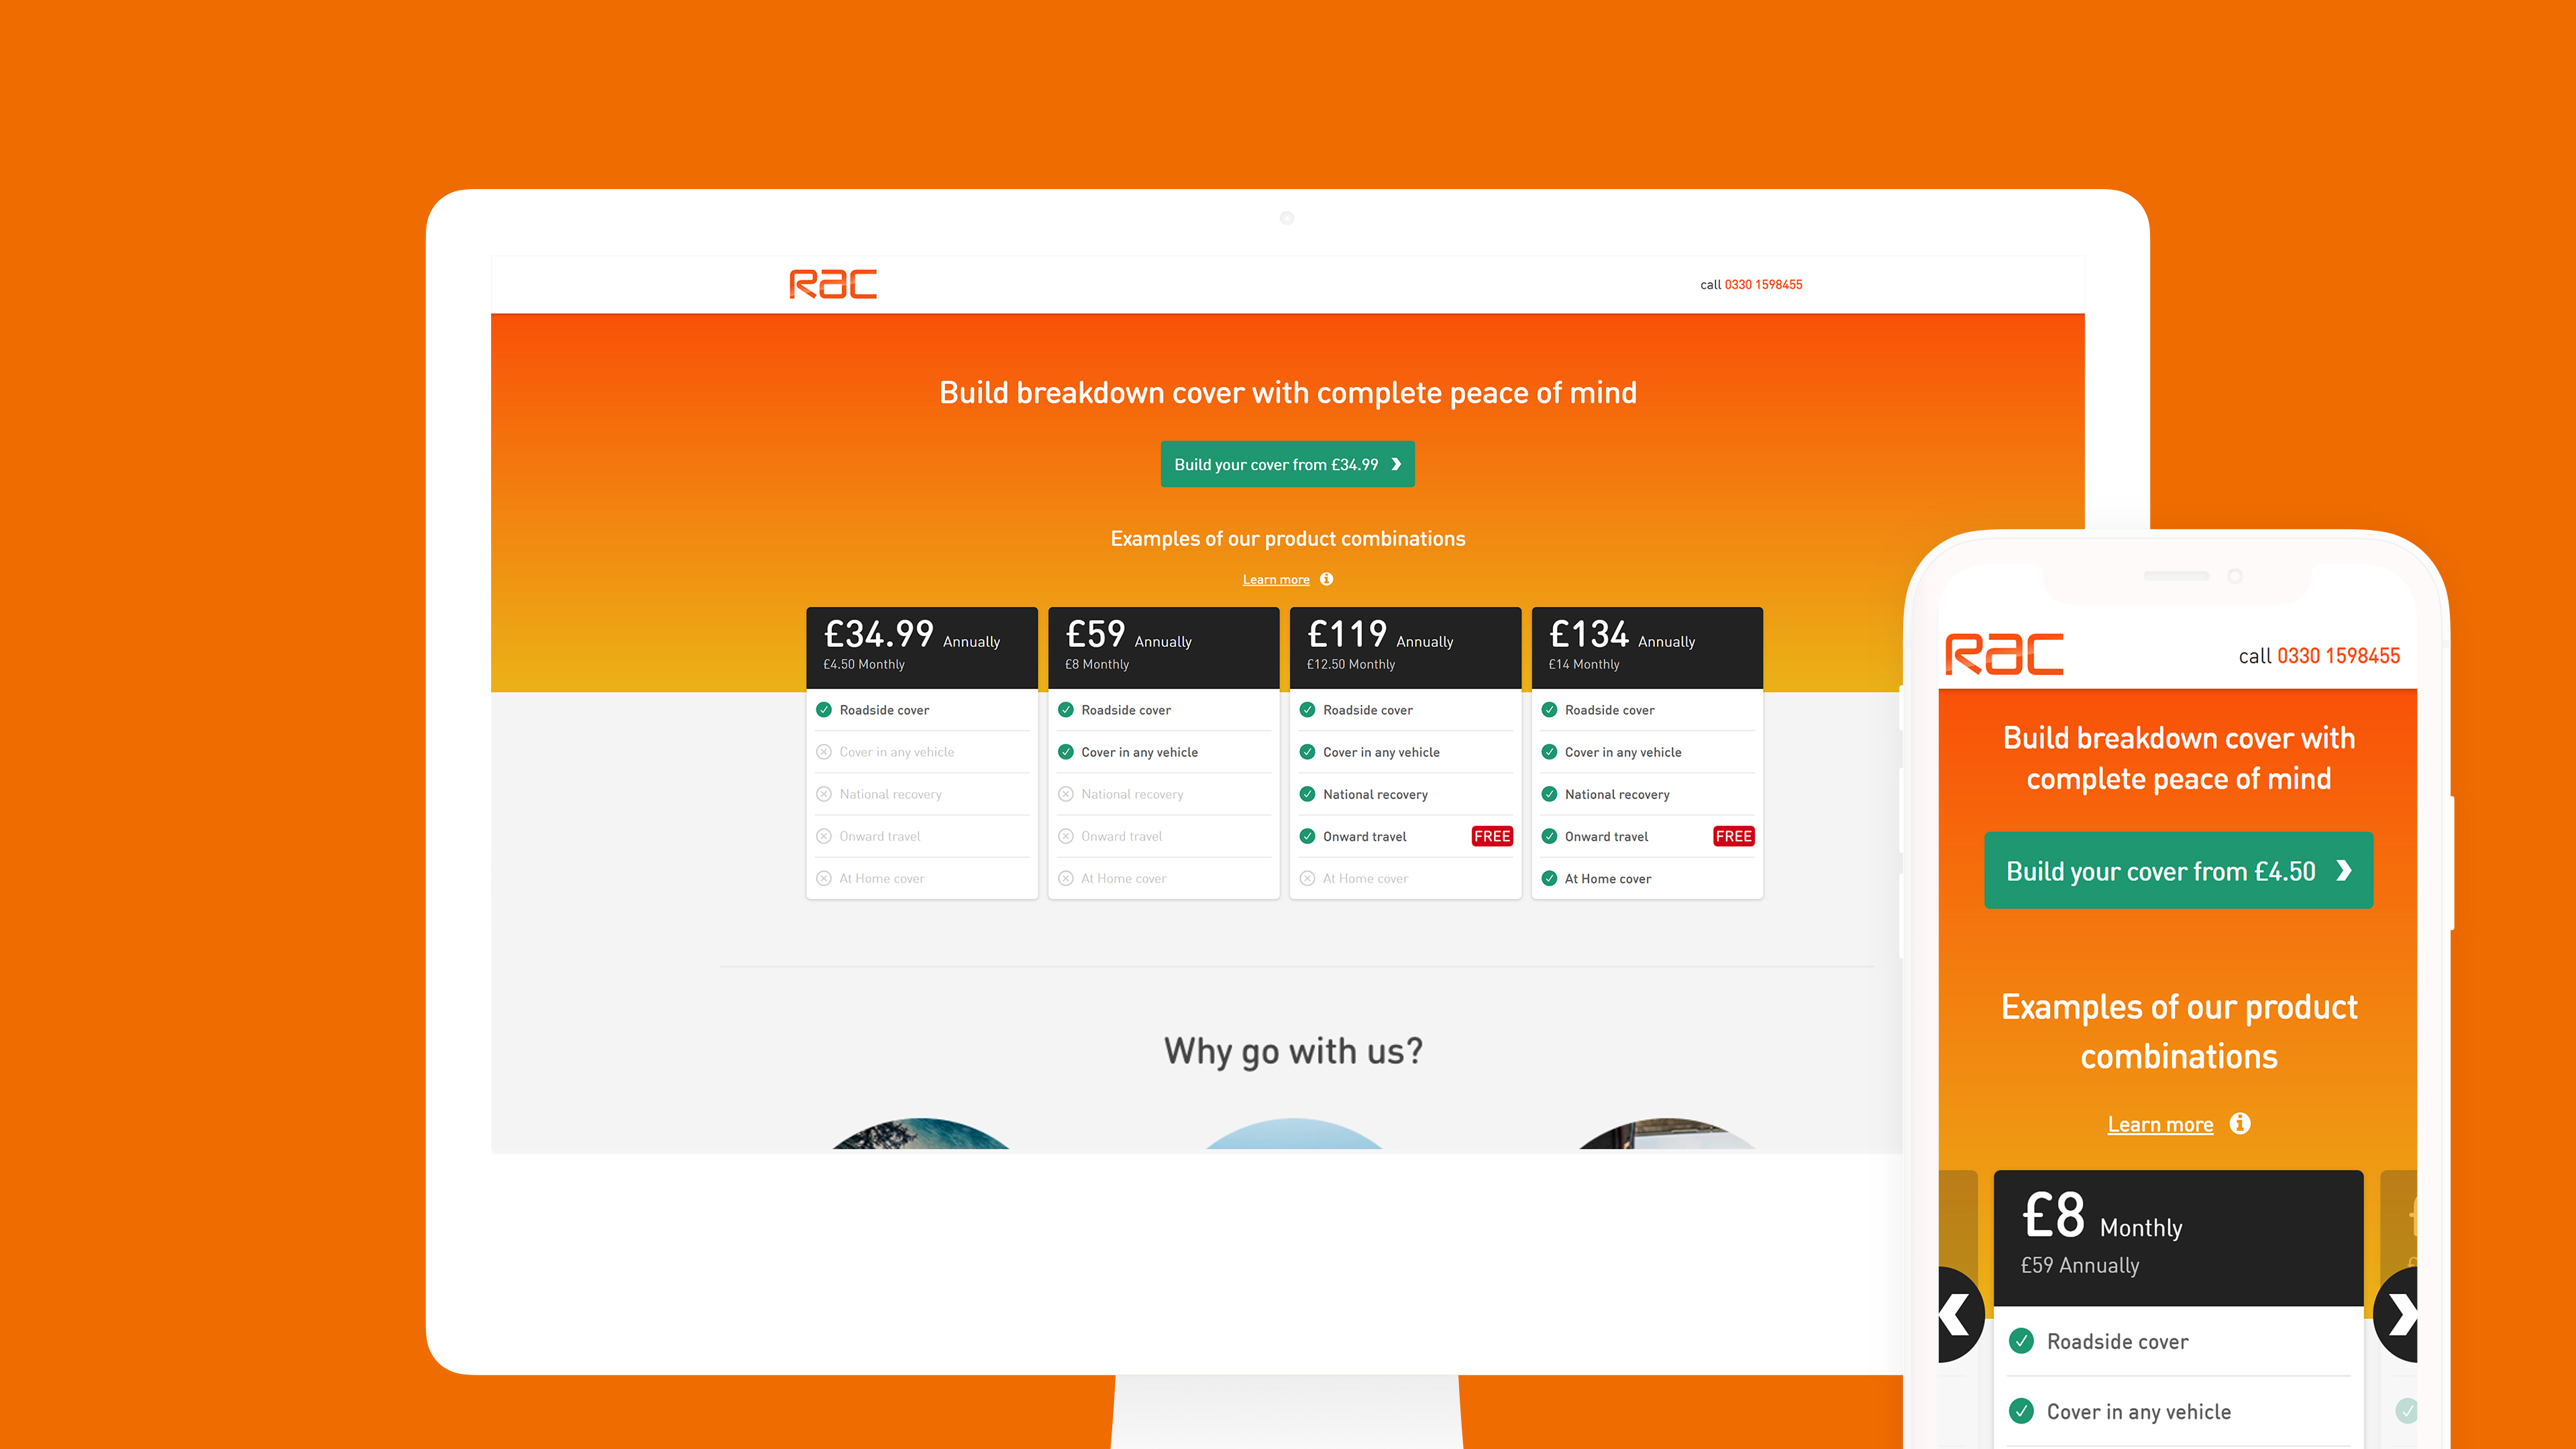 RAC
call 0330 1598455
Build breakdown cover with complete peace of mind
Build your cover from £34.99
Examples of our product combinations
Learn more
£34.99 Annually
£4.50 Monthly
Roadside cover
Cover in any vehicle
National recovery
Onward travel
At Home cover
£59 Annually
£8 Monthly
Roadside cover
Cover in any vehicle
National recovery
Onward travel
At Home cover
£119 Annually
£12.50 Monthly
Roadside cover
Cover in any vehicle
National recovery
Onward travel FREE
At Home cover
£134 Annually
£14 Monthly
Roadside cover
Cover in any vehicle
National recovery
Onward travel FREE
At Home cover
Why go with us?
RAC
call 0330 1598455
Build breakdown cover with
complete peace of mind
Build your cover from £4.50
Examples of our product
combinations
Learn more
£8 Monthly
£59 Annually
Roadside cover
Cover in any vehicle